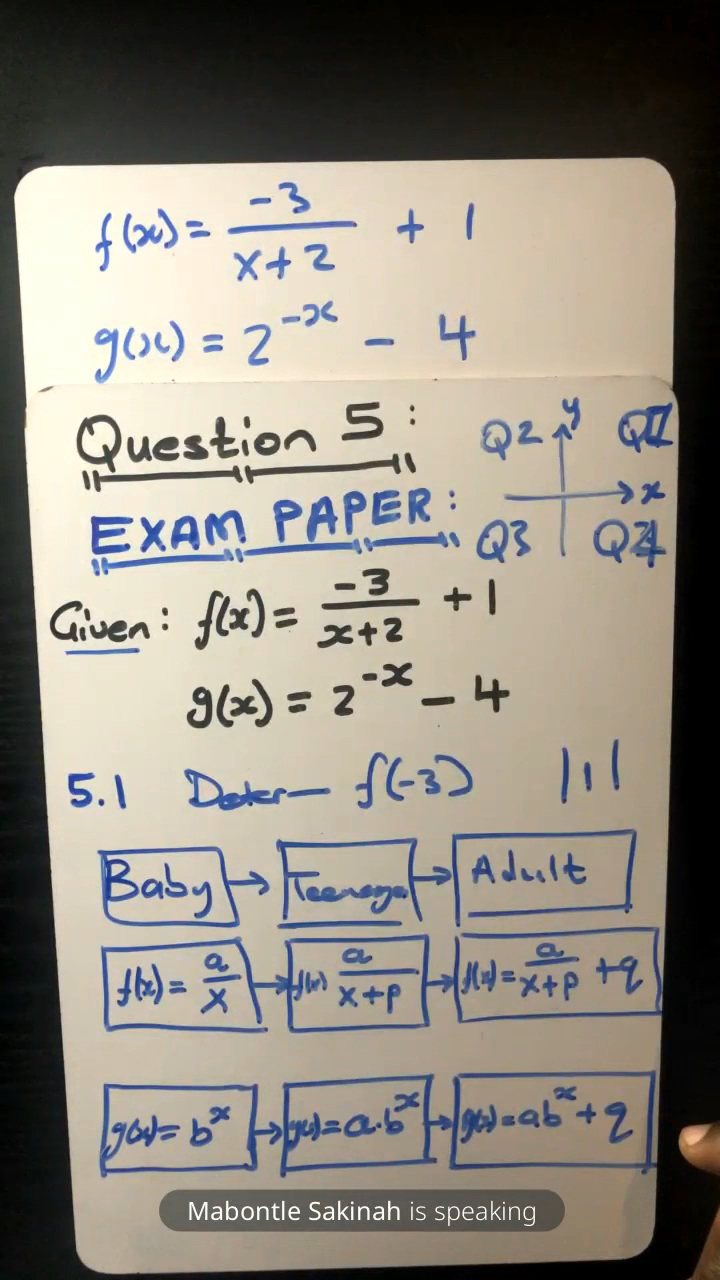 f(x) = -3/(x+2) + 1
g(x) = 2^-x - 4
Question 5:
EXAM PAPER:
Q2 y Q1
x
Q3 Q4
Given: f(x) = -3/(x+2) + 1
g(x) = 2^-x - 4
5.1 Deter— f(-3)
Baby → Teenage → Adult
f(x) = a/x → f(x) a/(x+p) → f(x) = a/(x+p) + q
g(x) = b^x → g(x) = a.b^x → g(x) = ab^x + q
Mabontle Sakinah is speaking